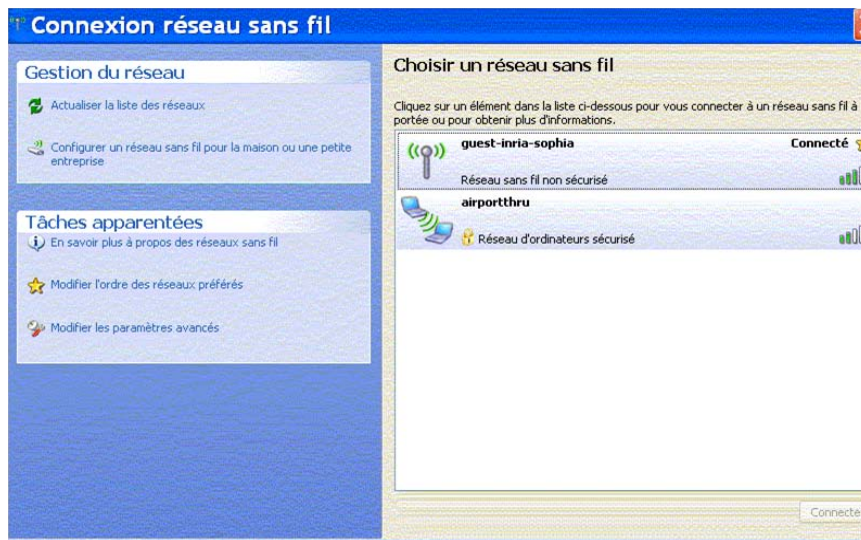 Connexion réseau sans fil
Gestion du réseau
Actualiser la liste des réseaux
Configurer un réseau sans fil pour la maison ou une petite
entreprise
Tâches apparentées
En savoir plus à propos des réseaux sans fil
Modifier l'ordre des réseaux préférés
Modifier les paramètres avancés
Choisir un réseau sans fil
Cliquez sur un élément dans la liste ci-dessous pour vous connecter à un réseau sans fil à
portée ou pour obtenir plus d'informations.
guest-inria-sophia Connecté
Réseau sans fil non sécurisé
airportthru
Réseau d'ordinateurs sécurisé
Connecte